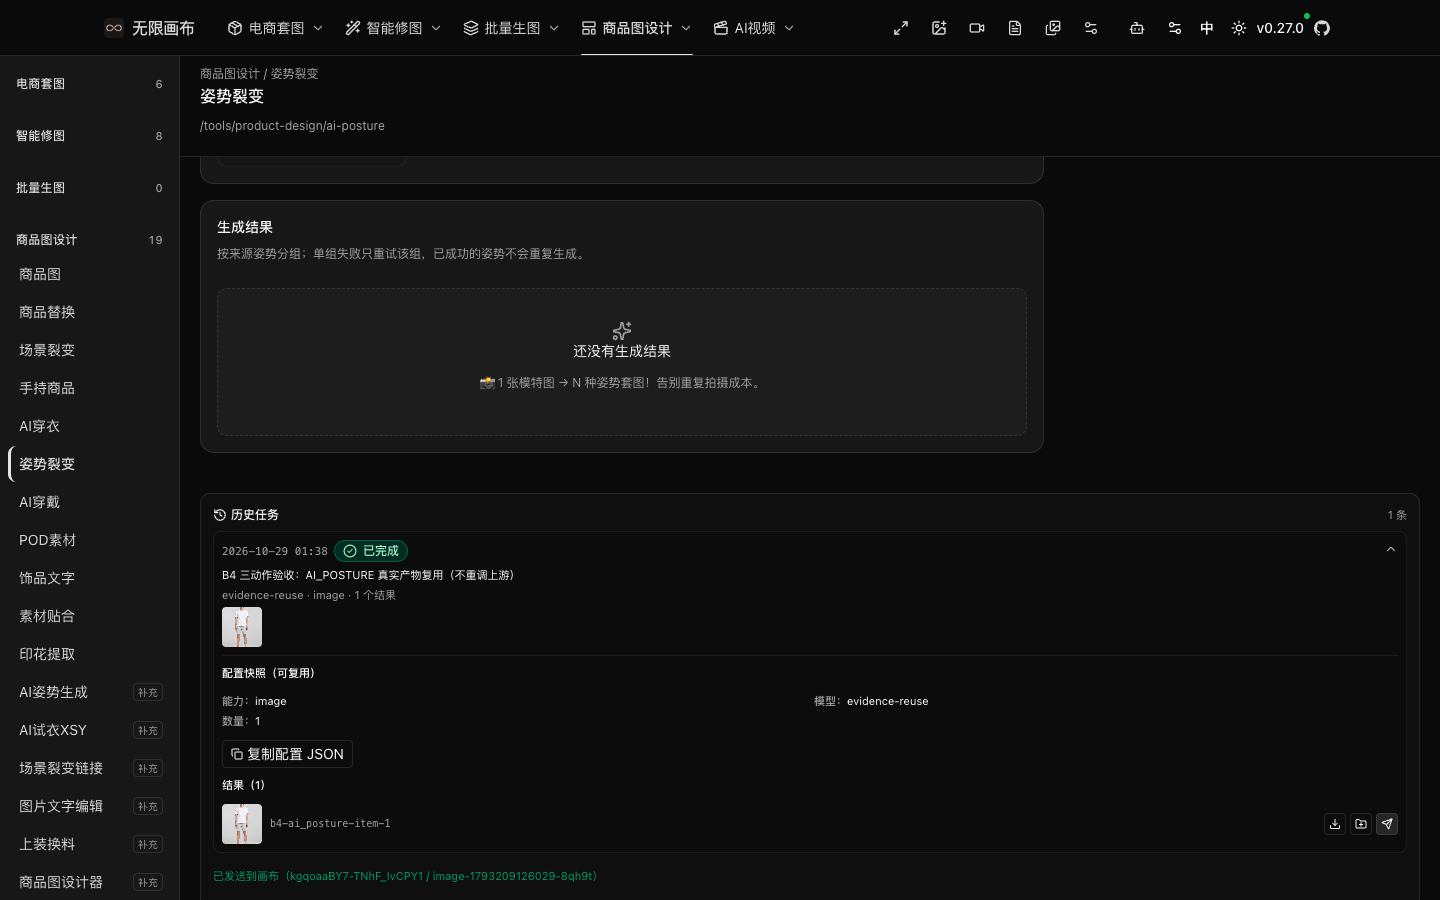 无限画布
电商套图
智能修图
批量生图
商品图设计
AI视频
中
v0.27.0
电商套图 6
智能修图 8
批量生图 0
商品图设计 19
商品图
商品替换
场景裂变
手持商品
AI穿衣
姿势裂变
AI穿戴
POD素材
饰品文字
素材贴合
印花提取
AI姿势生成 补充
AI试衣XSY 补充
场景裂变链接 补充
图片文字编辑 补充
上装换料 补充
商品图设计器 补充
商品图设计 / 姿势裂变
姿势裂变
/tools/product-design/ai-posture
生成结果
按来源姿势分组；单组失败只重试该组，已成功的姿势不会重复生成。
还没有生成结果
📸 1 张模特图 → N 种姿势套图！告别重复拍摄成本。
历史任务 1 条
2026-10-29 01:38 已完成
B4 三动作验收：AI_POSTURE 真实产物复用（不重调上游）
evidence-reuse · image · 1 个结果
配置快照（可复用）
能力：image 模型：evidence-reuse
数量：1
复制配置 JSON
结果（1）
b4-ai_posture-item-1
已发送到画布（kgqoaaBY7-TNhF_IvCPY1 / image-1793209126029-8qh9t）